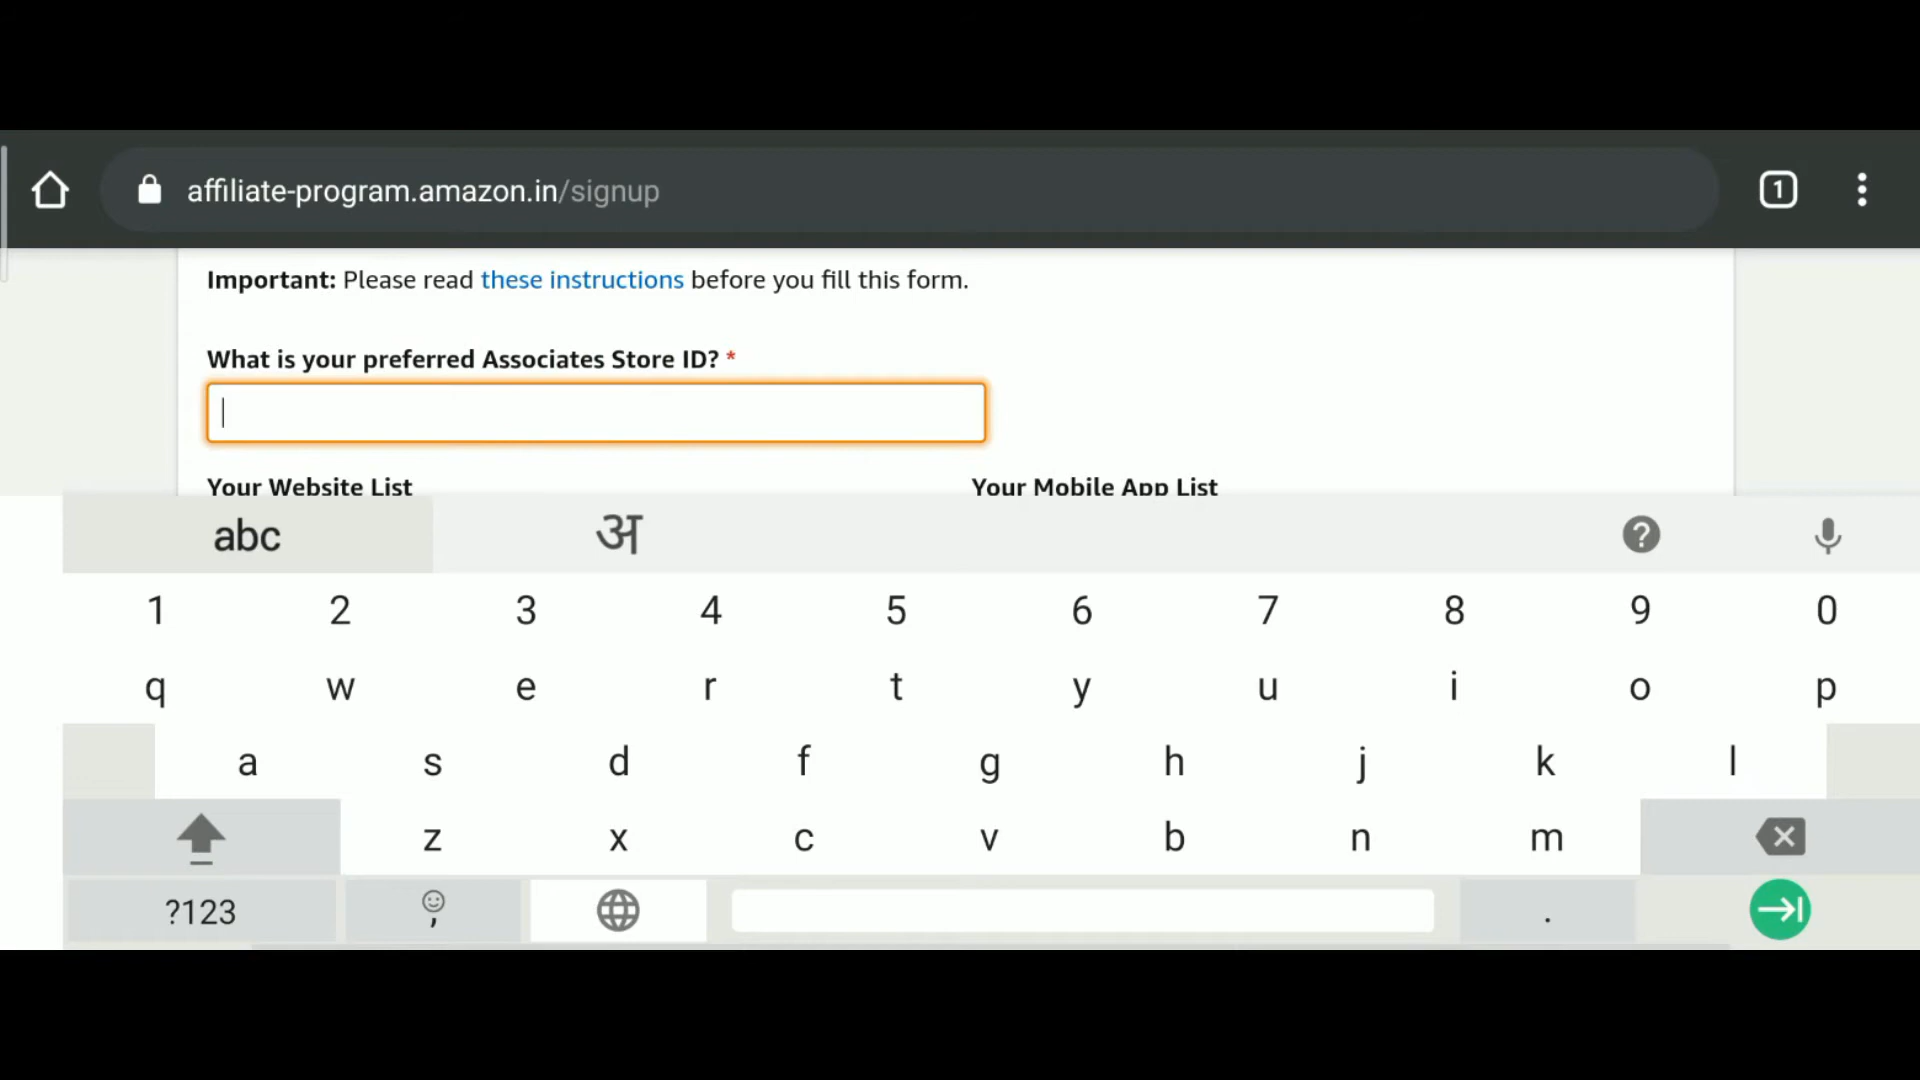 1
affiliate-program.amazon.in/signup
Important: Please read these instructions before you fill this form.
What is your preferred Associates Store ID? *
Your Website List
Your Mobile App List
abc
अ
?
1 2 3 4 5 6 7 8 9 0
q w e r t y u i o p
a s d f g h j k l
z x c v b n m
?123
,
.